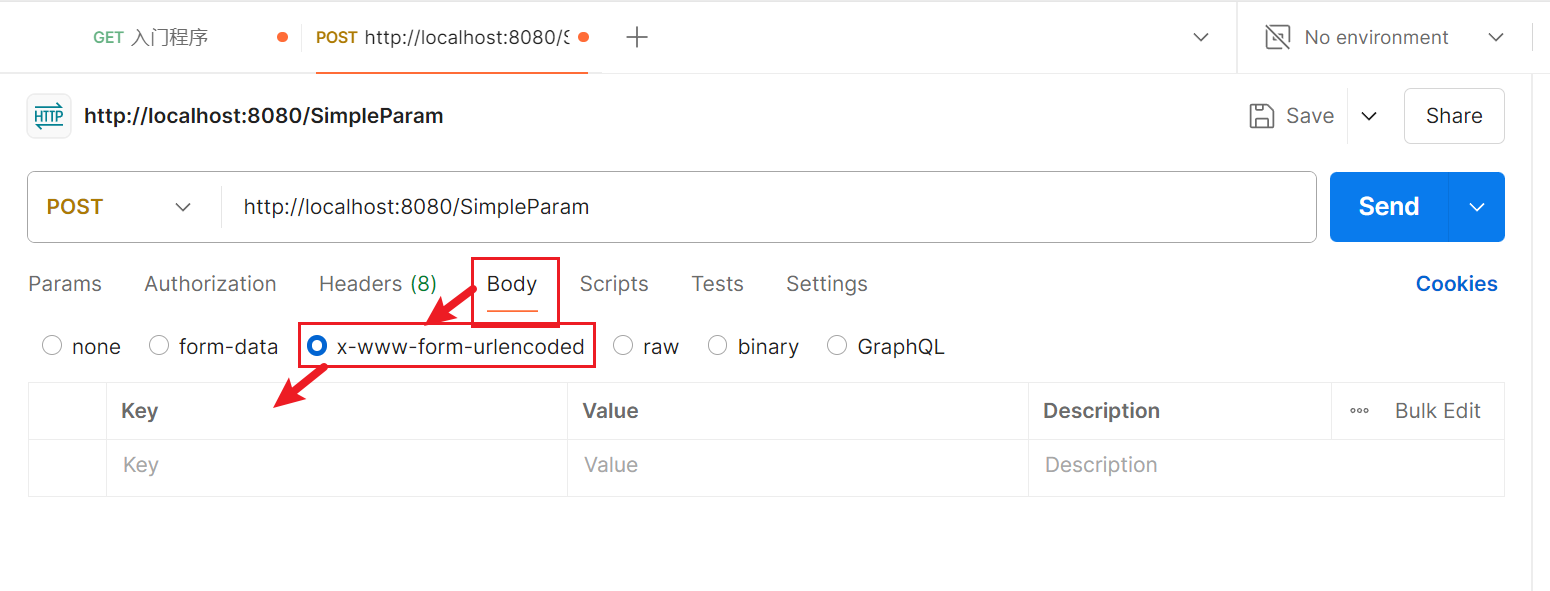 GET 入门程序 POST http://localhost:8080/S No environment
HTTP http://localhost:8080/SimpleParam Save Share
POST http://localhost:8080/SimpleParam Send
Params Authorization Headers (8) Body Scripts Tests Settings Cookies
none form-data x-www-form-urlencoded raw binary GraphQL
Key Value Description Bulk Edit
Key Value Description